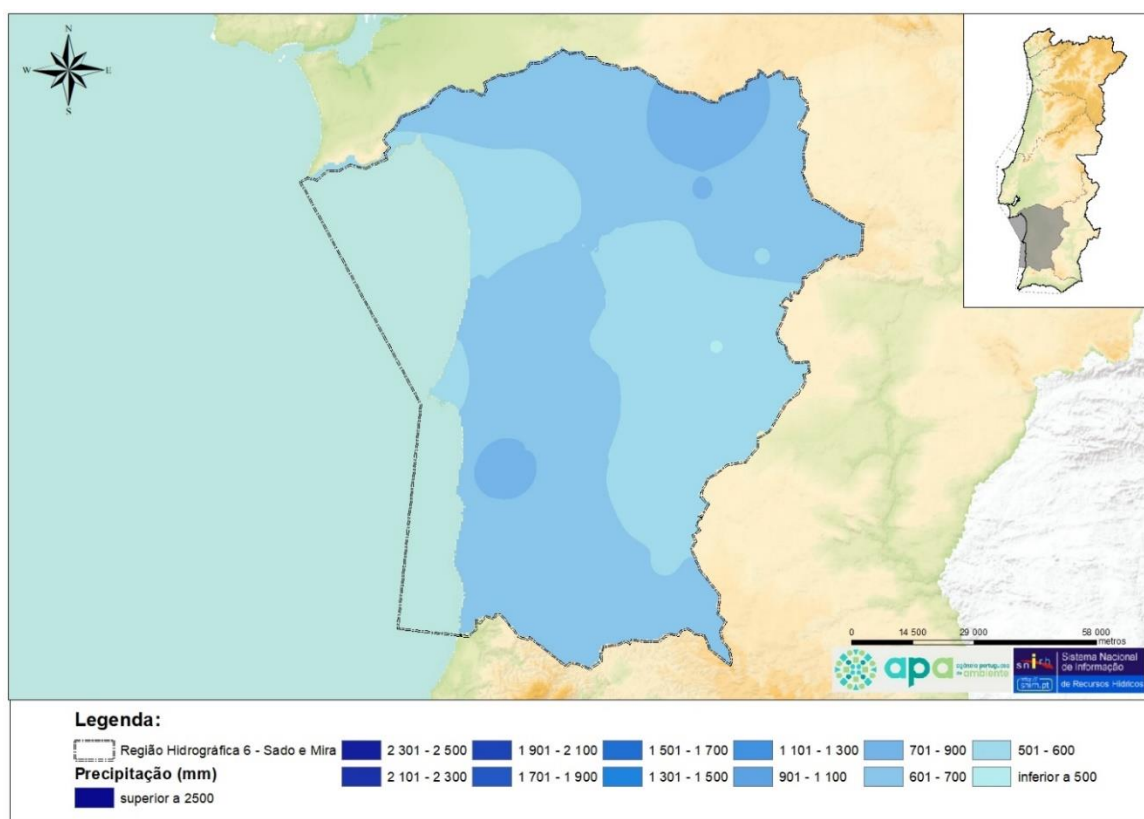 N
W E
S
0 14 500 29 000 58 000
metros
apa agência portuguesa
do ambiente
snirh
Sistema Nacional
de Informação
de Recursos Hídricos
Legenda:
Região Hidrográfica 6 - Sado e Mira
Precipitação (mm)
superior a 2500
2 301 - 2 500
2 101 - 2 300
1 901 - 2 100
1 701 - 1 900
1 501 - 1 700
1 301 - 1 500
1 101 - 1 300
901 - 1 100
701 - 900
601 - 700
501 - 600
inferior a 500